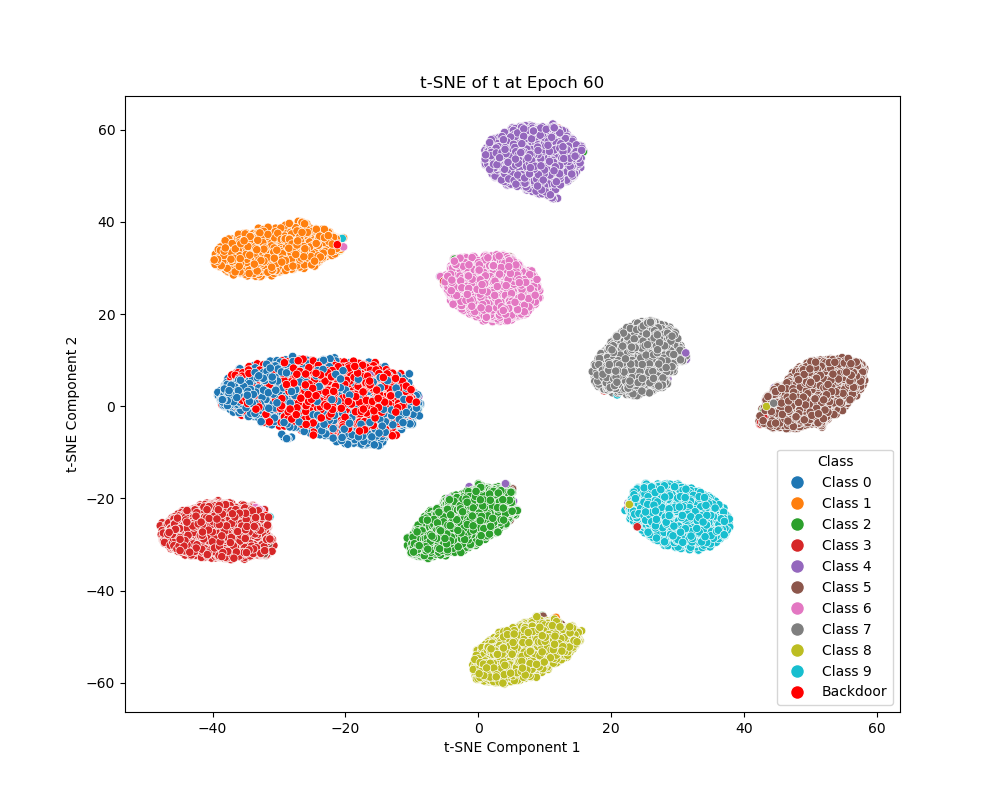 t-SNE of t at Epoch 60
t-SNE Component 2
60
40
20
0
−20
−40
−60
−40
−20
0
20
40
60
t-SNE Component 1
Class
Class 0
Class 1
Class 2
Class 3
Class 4
Class 5
Class 6
Class 7
Class 8
Class 9
Backdoor